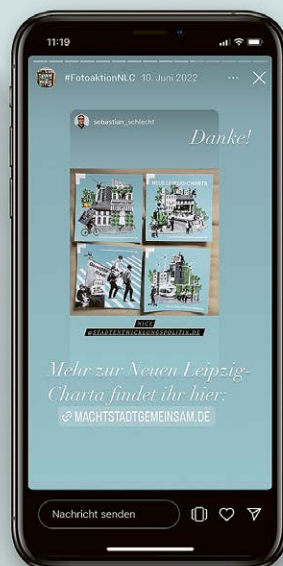 11:19
#FotoaktionNLC 10. Juni 2022
sebastian_schlecht
Danke!
NEUE LEIPZIG-CHARTA
NICE
@STADTENTWICKLUNGSPOLITIK.DE
Mehr zur Neuen Leipzig-
Charta findet ihr hier:
MACHTSTADTGEMEINSAM.DE
Nachricht senden